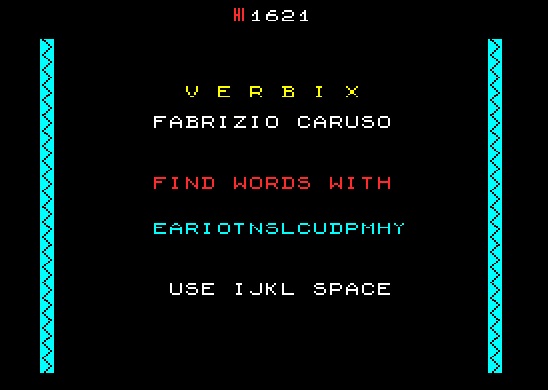 HI 1621
V E R B I X
FABRIZIO CARUSO
FIND WORDS WITH
EARIOTNSLCUDPMHY
USE IJKL SPACE